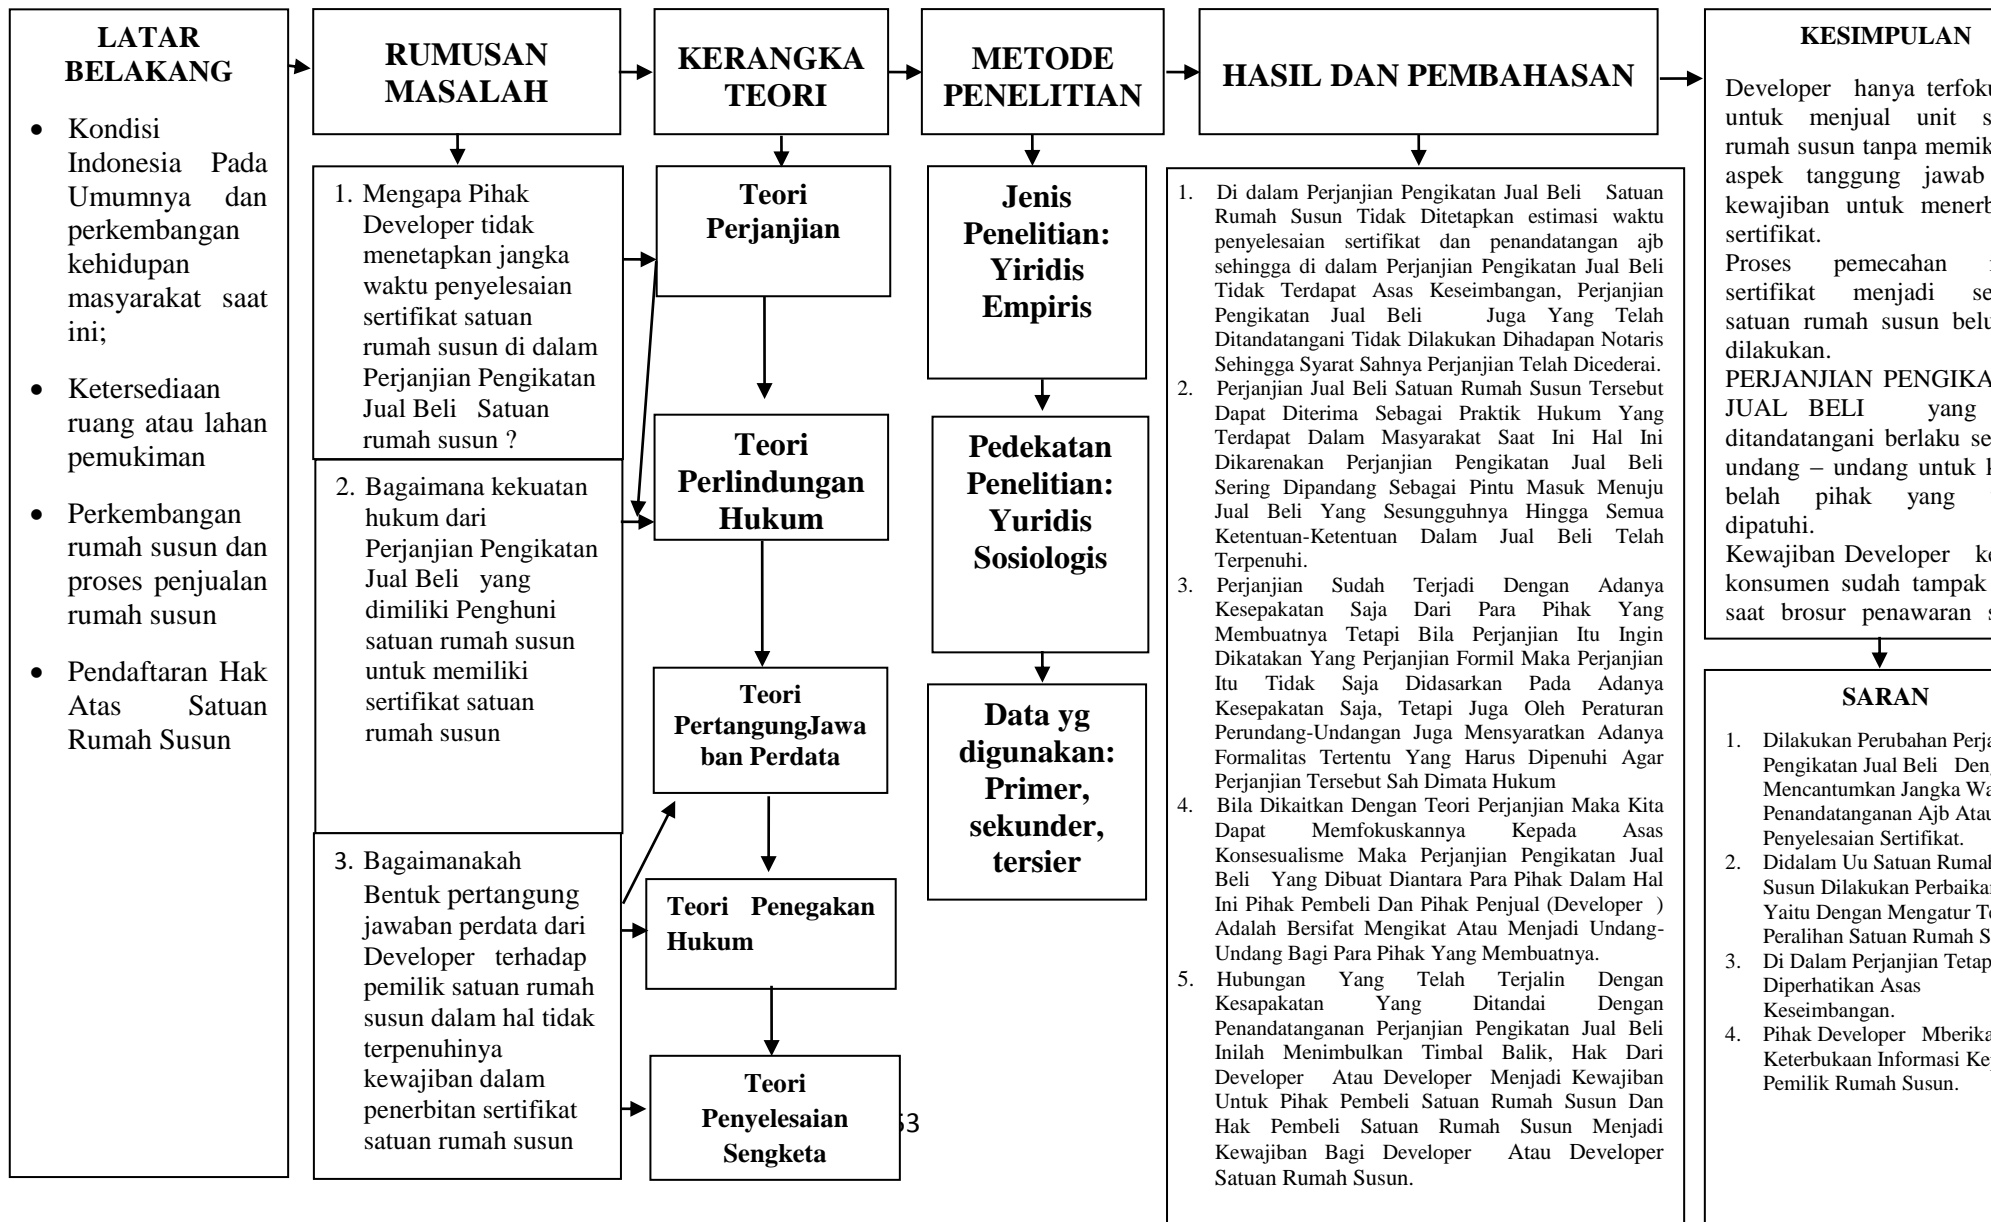 LATAR
BELAKANG
• Kondisi
Indonesia Pada
Umumnya dan
perkembangan
kehidupan
masyarakat saat
ini;
• Ketersediaan
ruang atau lahan
pemukiman
• Perkembangan
rumah susun dan
proses penjualan
rumah susun
• Pendaftaran Hak
Atas Satuan
Rumah Susun
RUMUSAN
MASALAH
1. Mengapa Pihak
Developer tidak
menetapkan jangka
waktu penyelesaian
sertifikat satuan
rumah susun di dalam
Perjanjian Pengikatan
Jual Beli Satuan
rumah susun ?
2. Bagaimana kekuatan
hukum dari
Perjanjian Pengikatan
Jual Beli yang
dimiliki Penghuni
satuan rumah susun
untuk memiliki
sertifikat satuan
rumah susun
3. Bagaimanakah
Bentuk pertangung
jawaban perdata dari
Developer terhadap
pemilik satuan rumah
susun dalam hal tidak
terpenuhinya
kewajiban dalam
penerbitan sertifikat
satuan rumah susun
KERANGKA
TEORI
Teori
Perjanjian
Teori
Perlindungan
Hukum
Teori
PertangungJawa
ban Perdata
Teori Penegakan
Hukum
Teori
Penyelesaian
Sengketa
53
METODE
PENELITIAN
Jenis
Penelitian:
Yiridis
Empiris
Pedekatan
Penelitian:
Yuridis
Sosiologis
Data yg
digunakan:
Primer,
sekunder,
tersier
HASIL DAN PEMBAHASAN
1. Di dalam Perjanjian Pengikatan Jual Beli Satuan
Rumah Susun Tidak Ditetapkan estimasi waktu
penyelesaian sertifikat dan penandatangan ajb
sehingga di dalam Perjanjian Pengikatan Jual Beli
Tidak Terdapat Asas Keseimbangan, Perjanjian
Pengikatan Jual Beli Juga Yang Telah
Ditandatangani Tidak Dilakukan Dihadapan Notaris
Sehingga Syarat Sahnya Perjanjian Telah Dicederai.
2. Perjanjian Jual Beli Satuan Rumah Susun Tersebut
Dapat Diterima Sebagai Praktik Hukum Yang
Terdapat Dalam Masyarakat Saat Ini Hal Ini
Dikarenakan Perjanjian Pengikatan Jual Beli
Sering Dipandang Sebagai Pintu Masuk Menuju
Jual Beli Yang Sesungguhnya Hingga Semua
Ketentuan-Ketentuan Dalam Jual Beli Telah
Terpenuhi.
3. Perjanjian Sudah Terjadi Dengan Adanya
Kesepakatan Saja Dari Para Pihak Yang
Membuatnya Tetapi Bila Perjanjian Itu Ingin
Dikatakan Yang Perjanjian Formil Maka Perjanjian
Itu Tidak Saja Didasarkan Pada Adanya
Kesepakatan Saja, Tetapi Juga Oleh Peraturan
Perundang-Undangan Juga Mensyaratkan Adanya
Formalitas Tertentu Yang Harus Dipenuhi Agar
Perjanjian Tersebut Sah Dimata Hukum
4. Bila Dikaitkan Dengan Teori Perjanjian Maka Kita
Dapat Memfokuskannya Kepada Asas
Konsesualisme Maka Perjanjian Pengikatan Jual
Beli Yang Dibuat Diantara Para Pihak Dalam Hal
Ini Pihak Pembeli Dan Pihak Penjual (Developer )
Adalah Bersifat Mengikat Atau Menjadi Undang-
Undang Bagi Para Pihak Yang Membuatnya.
5. Hubungan Yang Telah Terjalin Dengan
Kesapakatan Yang Ditandai Dengan
Penandatanganan Perjanjian Pengikatan Jual Beli
Inilah Menimbulkan Timbal Balik, Hak Dari
Developer Atau Developer Menjadi Kewajiban
Untuk Pihak Pembeli Satuan Rumah Susun Dan
Hak Pembeli Satuan Rumah Susun Menjadi
Kewajiban Bagi Developer Atau Developer
Satuan Rumah Susun.
KESIMPULAN
Developer hanya
untuk menjual unit
rumah susun tanpa
aspek tanggung jawab
kewajiban untuk
sertifikat.
Proses pemecahan
sertifikat menjadi
satuan rumah susun
dilakukan.
PERJANJIAN
JUAL BELI yang
ditandatangani berlaku
undang – undang untuk
belah pihak yang
dipatuhi.
Kewajiban Developer
konsumen sudah tampak
saat brosur penawaran
SARAN
1. Dilakukan Perubahan
Pengikatan Jual Beli
Mencantumkan Jangka
Penandatanganan Ajb
Penyelesaian Sertifikat.
2. Didalam Uu Satuan
Susun Dilakukan
Yaitu Dengan Mengatur
Peralihan Satuan Rumah
3. Di Dalam Perjanjian Tetap
Diperhatikan Asas
Keseimbangan.
4. Pihak Developer
Keterbukaan Informasi
Pemilik Rumah Susun.